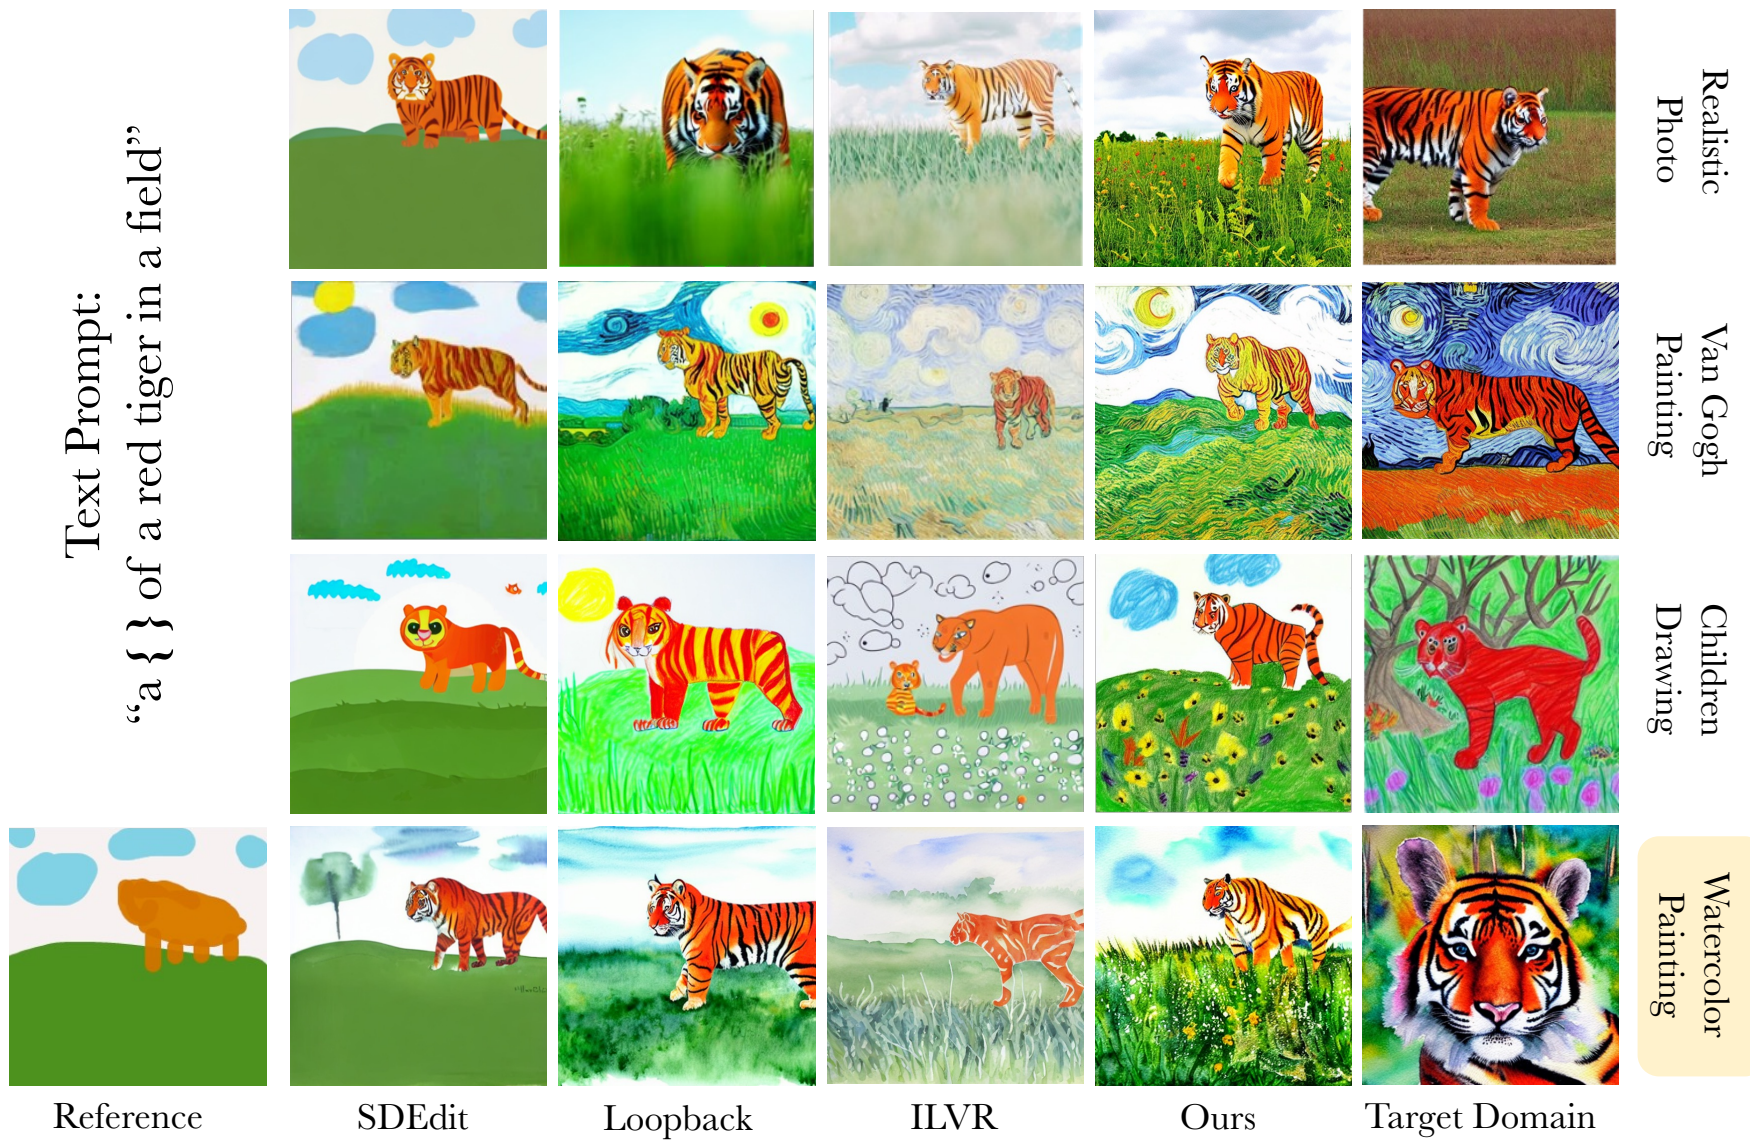 Text Prompt:
“a { } of a red tiger in a field”
Realistic
Photo
Van Gogh
Painting
Children
Drawing
Watercolor
Painting
Reference
SDEdit
Loopback
ILVR
Ours
Target Domain